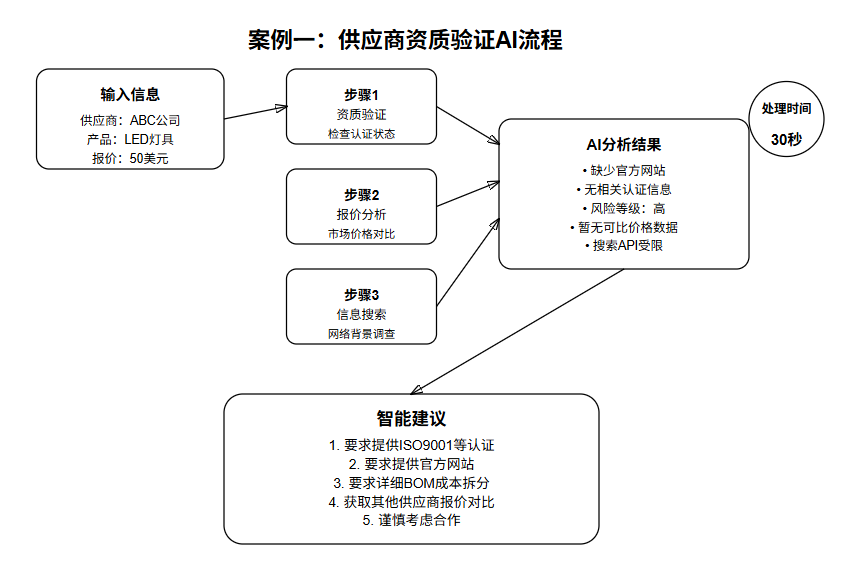 案例一：供应商资质验证AI流程
输入信息
供应商：ABC公司
产品：LED灯具
报价：50美元
步骤1
资质验证
检查认证状态
步骤2
报价分析
市场价格对比
步骤3
信息搜索
网络背景调查
AI分析结果
• 缺少官方网站
• 无相关认证信息
• 风险等级：高
• 暂无可比价格数据
• 搜索API受限
处理时间
30秒
智能建议
1. 要求提供ISO9001等认证
2. 要求提供官方网站
3. 要求详细BOM成本拆分
4. 获取其他供应商报价对比
5. 谨慎考虑合作